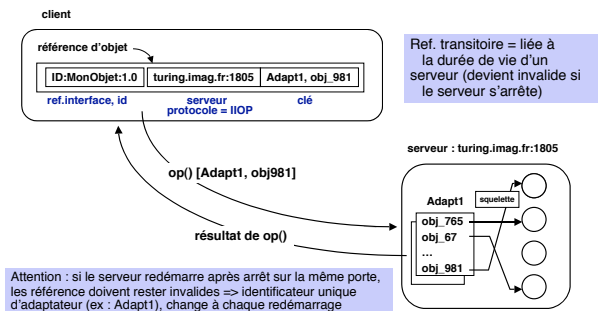 client
référence d'objet
ID:MonObjet:1.0 turing.imag.fr:1805 Adapt1, obj_981
ref.interface, id serveur clé
protocole = IIOP
Ref. transitoire = liée à
la durée de vie d'un
serveur (devient invalide si
le serveur s'arrête)
serveur : turing.imag.fr:1805
op() [Adapt1, obj981]
Adapt1
squelette
obj_765
obj_67
...
obj_981
résultat de op()
Attention : si le serveur redémarre après arrêt sur la même porte,
les référence doivent rester invalides => identificateur unique
d'adaptateur (ex : Adapt1), change à chaque redémarrage